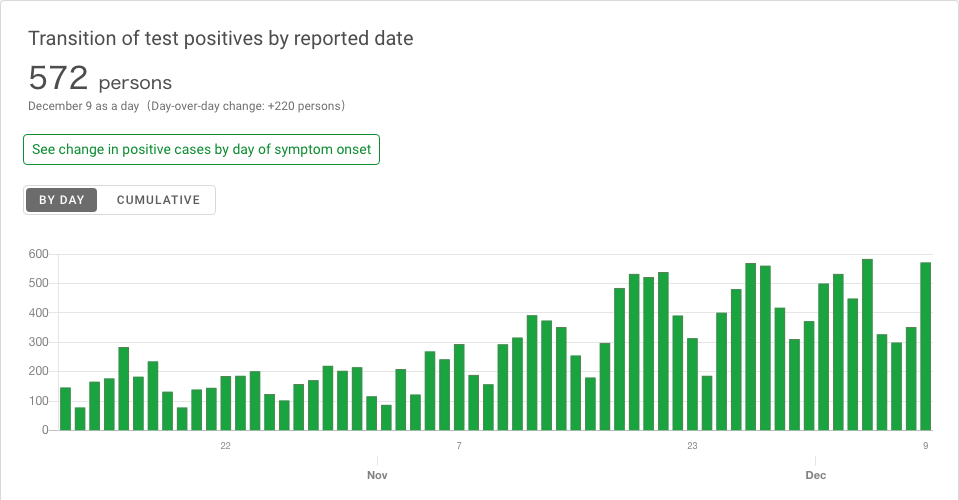 Transition of test positives by reported date
572 persons
December 9 as a day（Day-over-day change: +220 persons）
See change in positive cases by day of symptom onset
BY DAY CUMULATIVE
600
500
400
300
200
100
0
22 7 23 9
Nov Dec